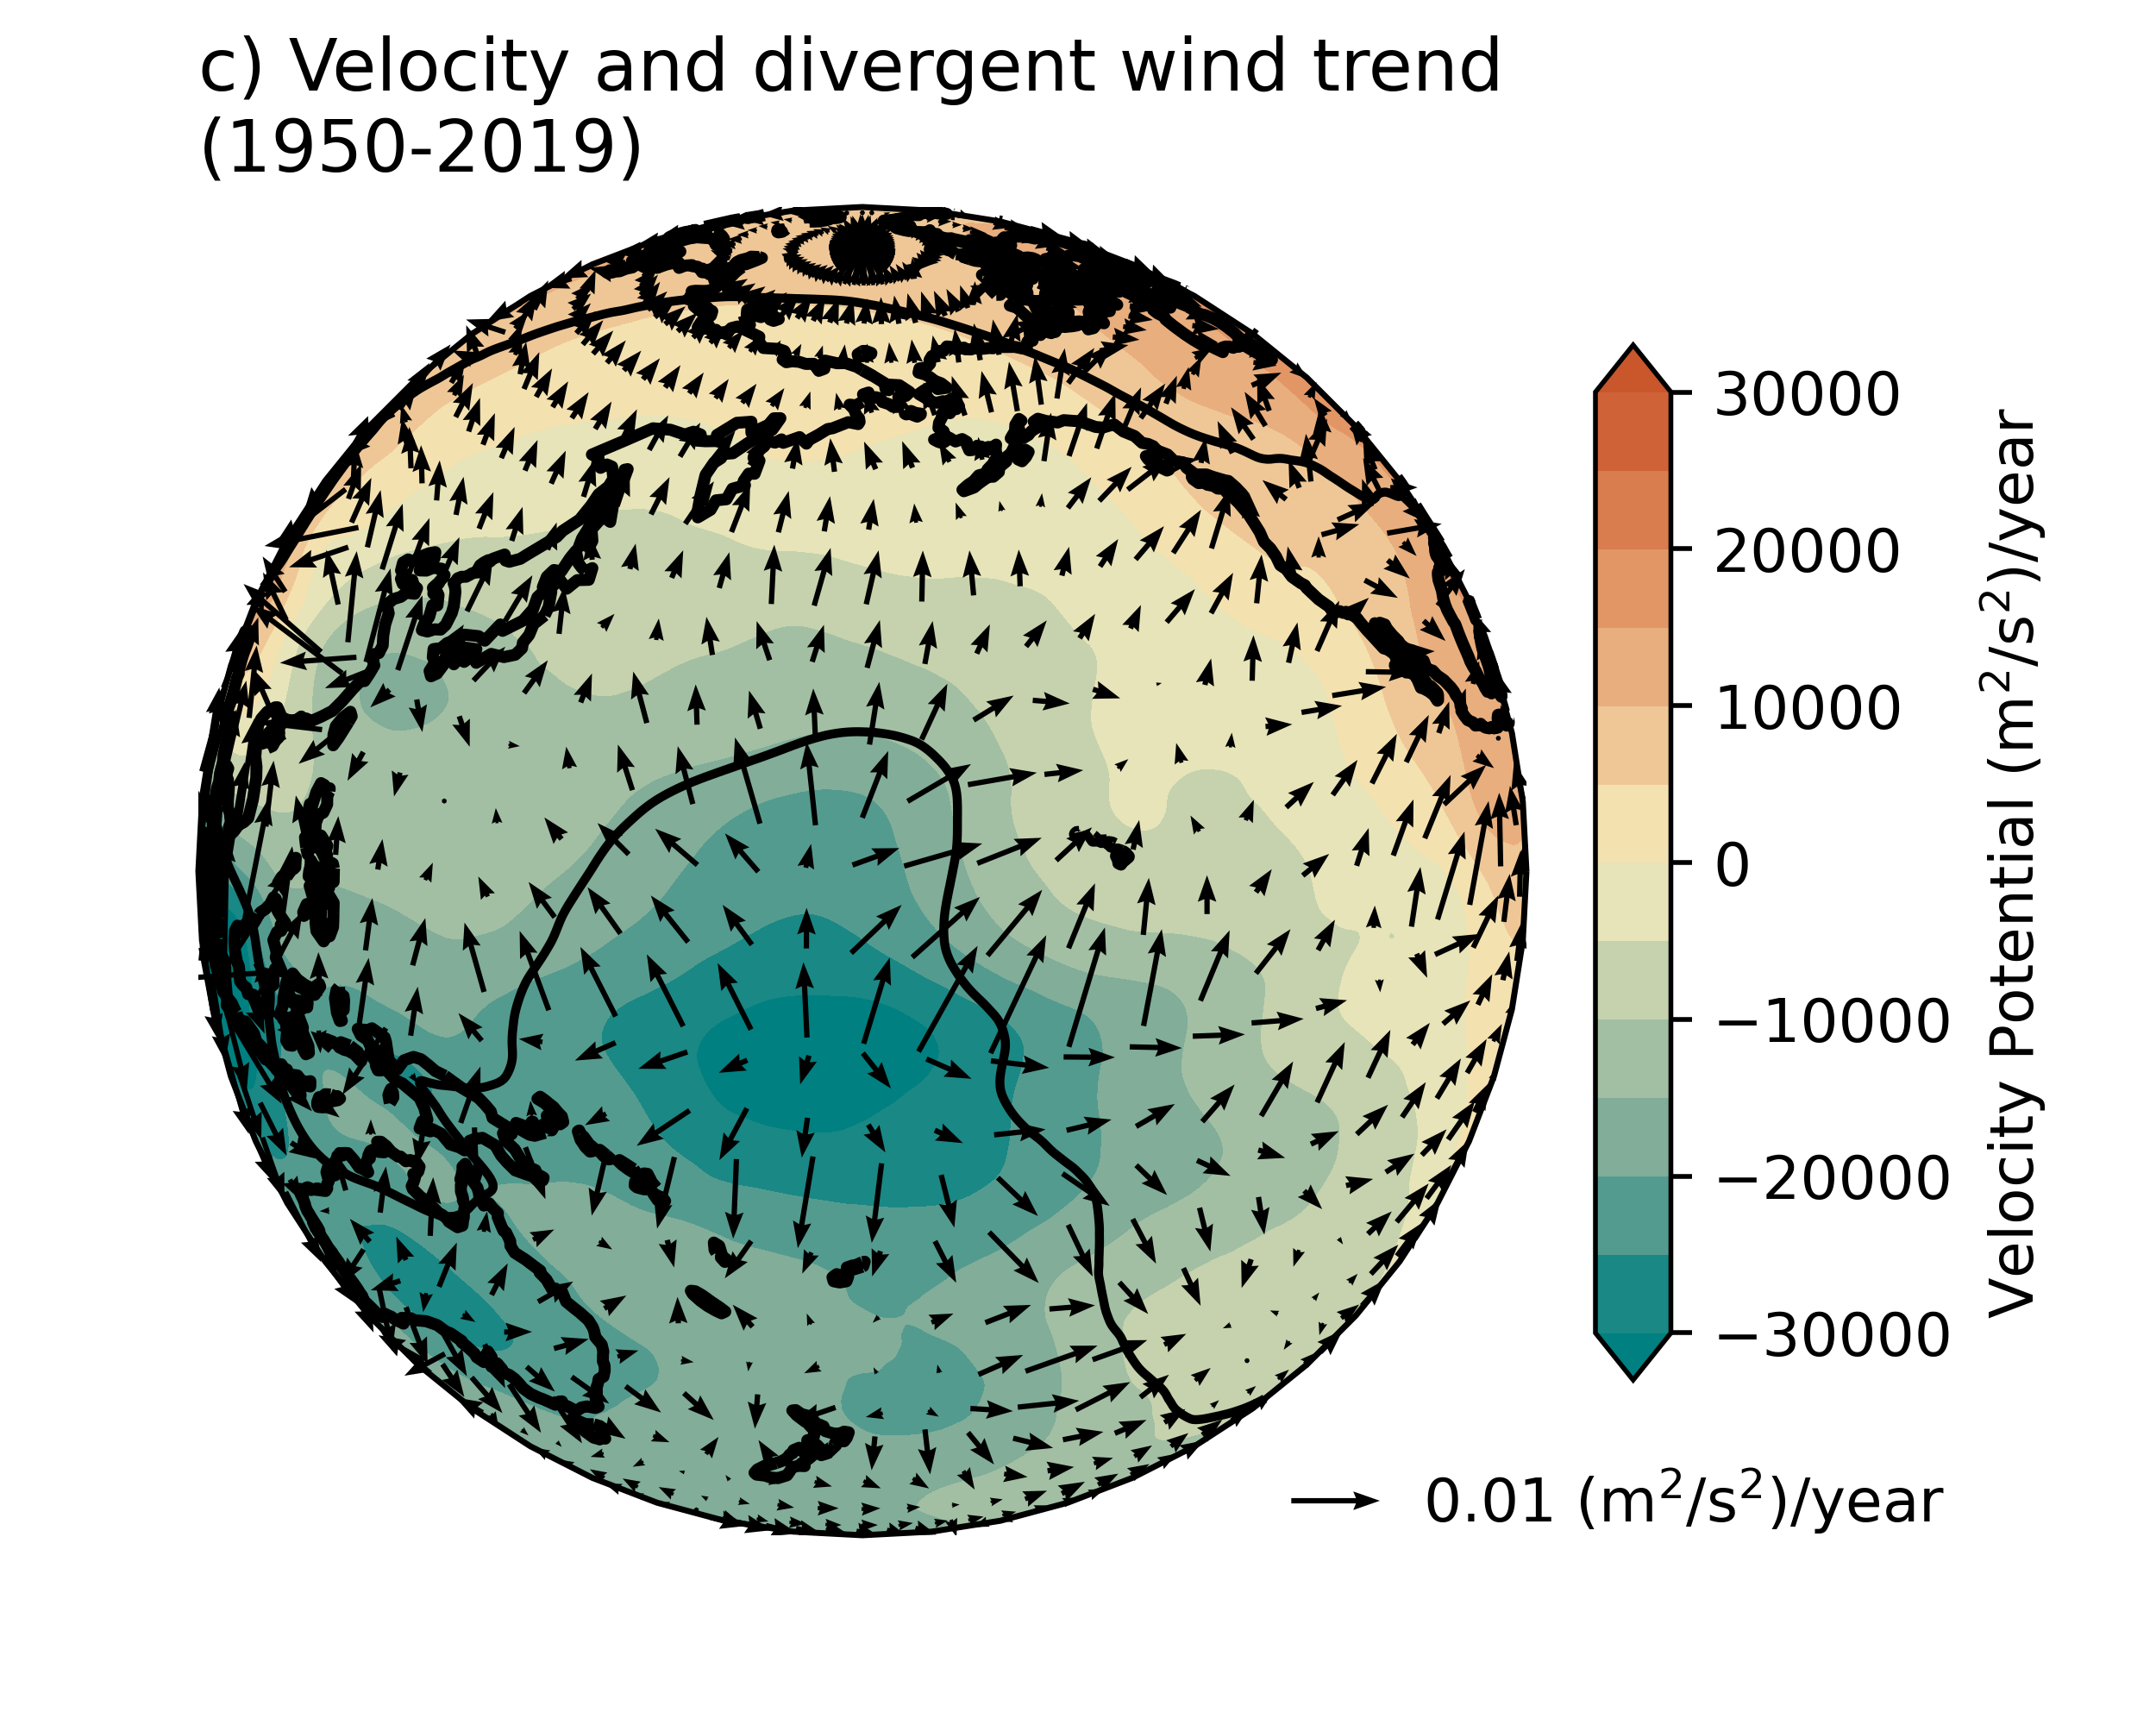 c) Velocity and divergent wind trend
(1950-2019)
30000
20000
10000
0
−10000
−20000
−30000
Velocity Potential (m²/s²)/year
0.01 (m²/s²)/year